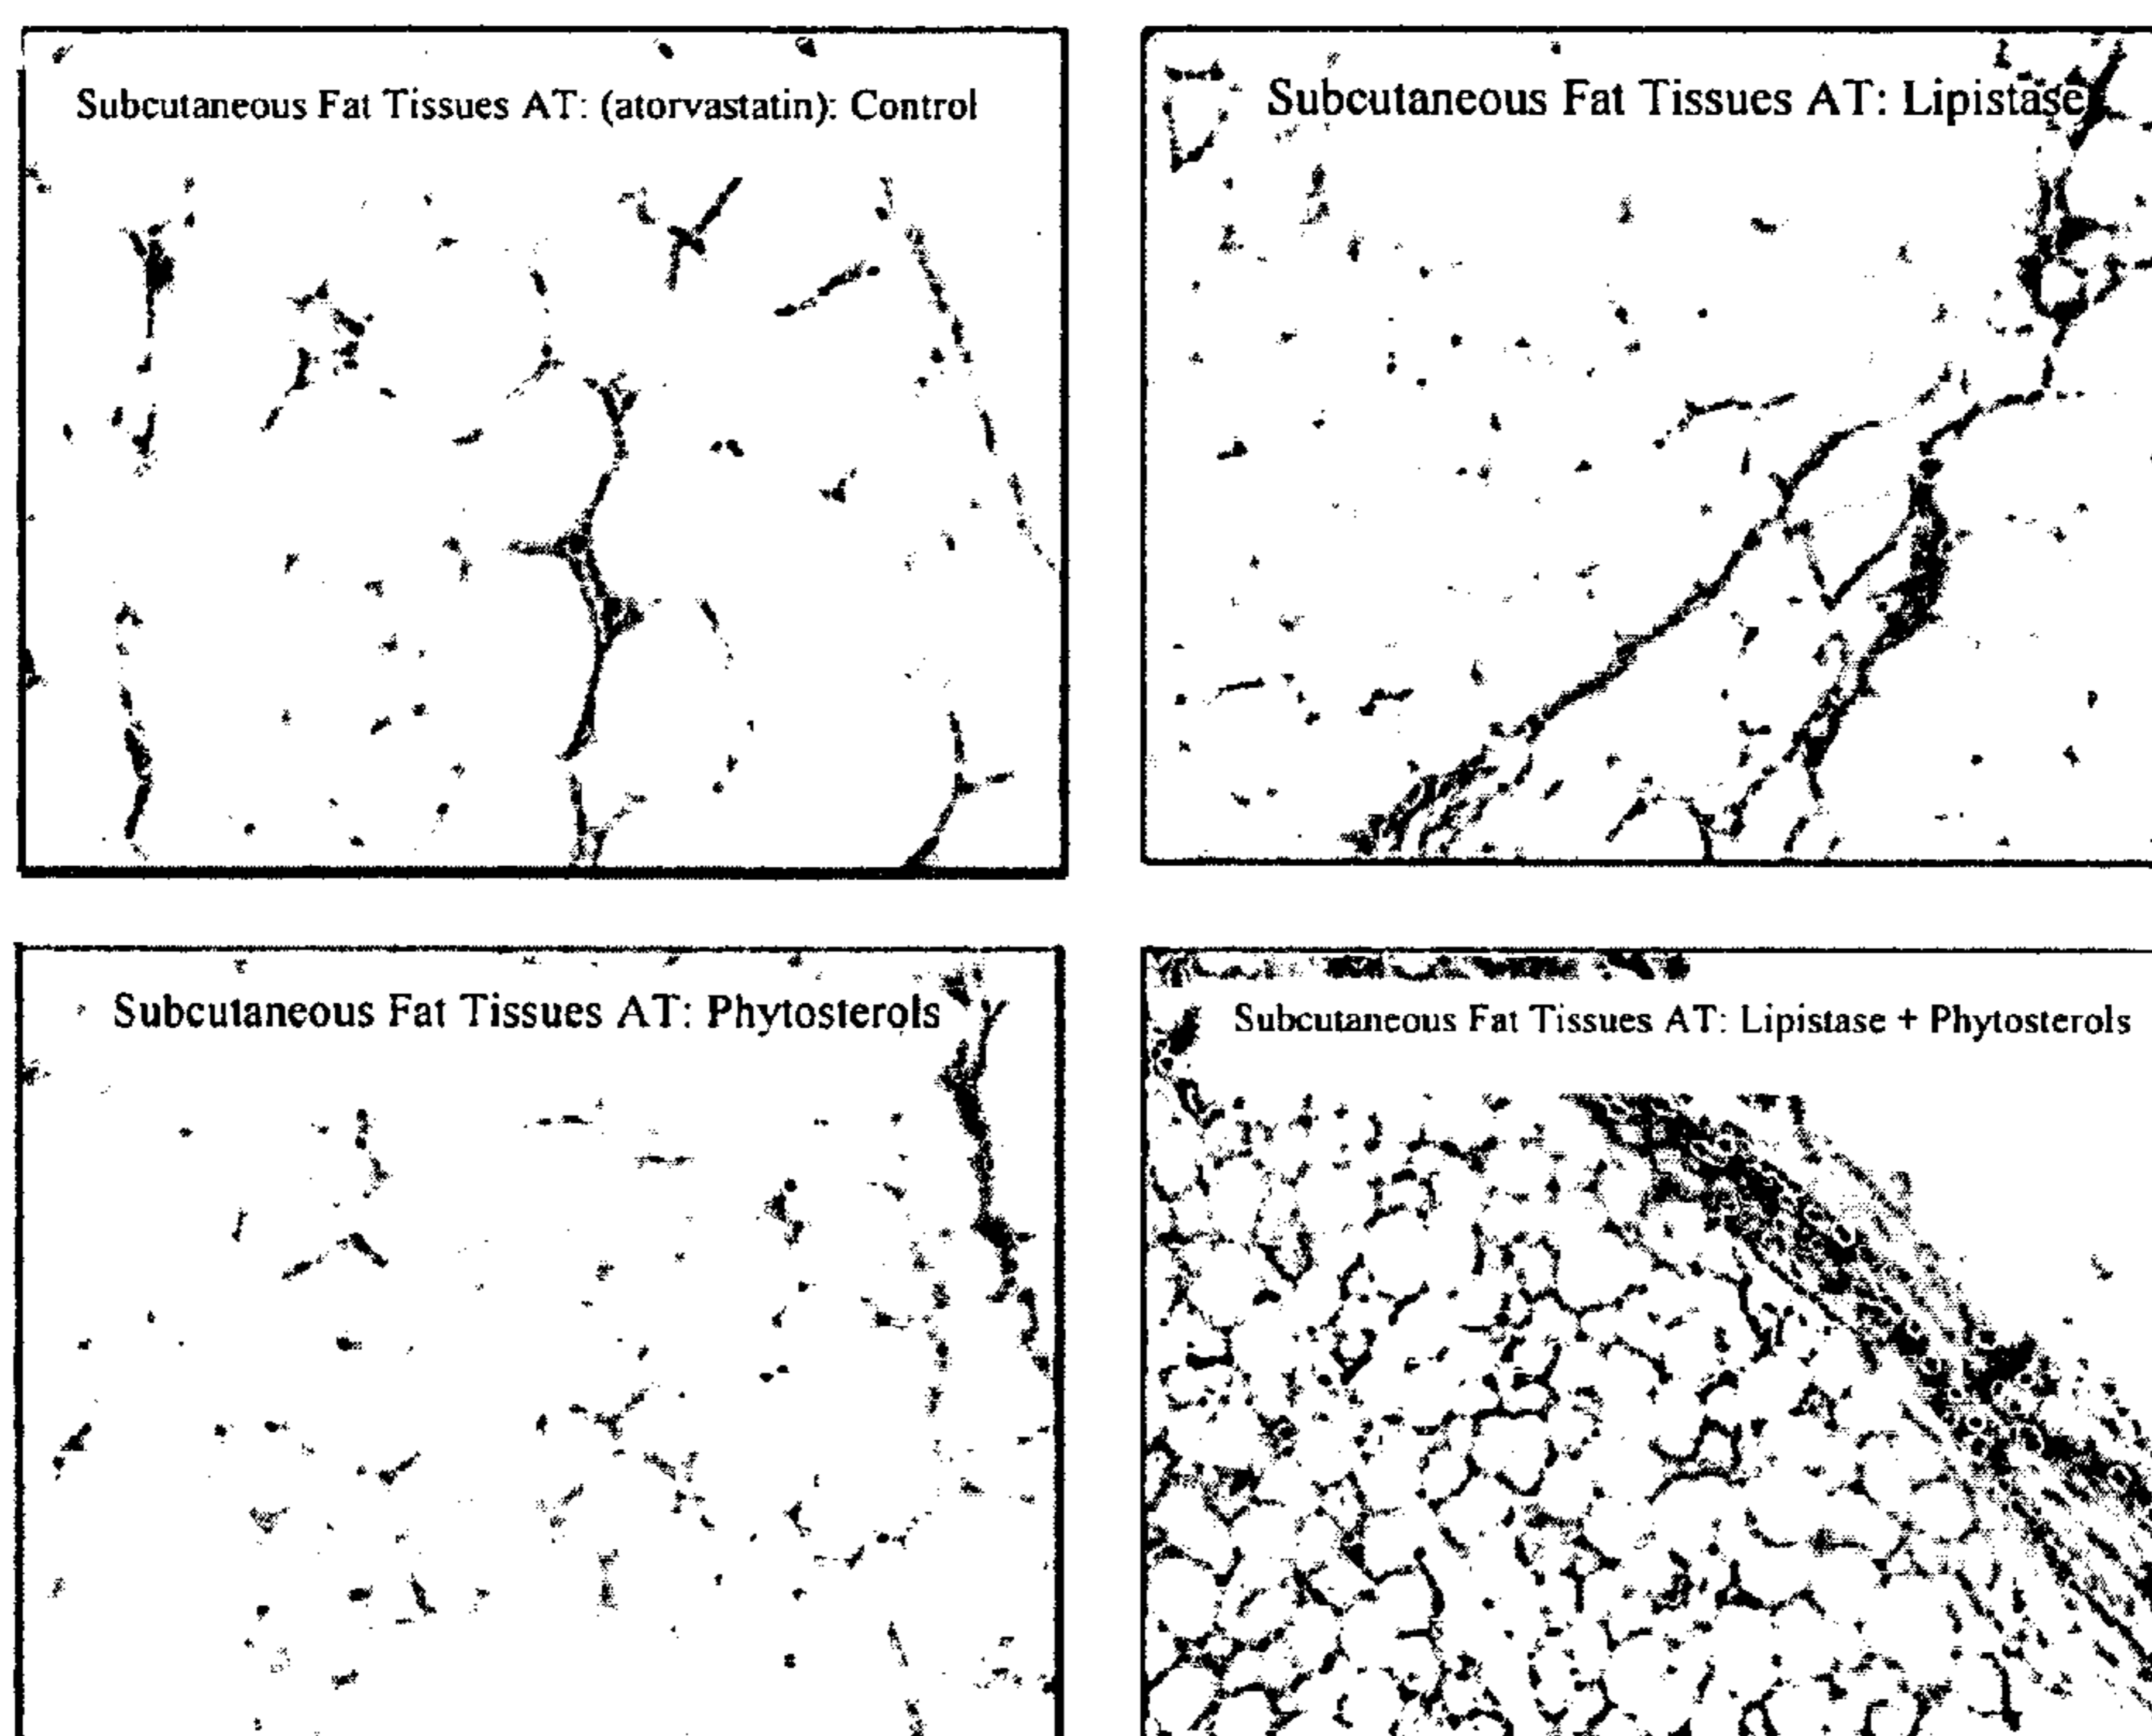 Subcutaneous Fat Tissues AT: (atorvastatin): Control
Subcutaneous Fat Tissues AT: Lipistase
Subcutaneous Fat Tissues AT: Phytosterols
Subcutaneous Fat Tissues AT: Lipistase + Phytosterols